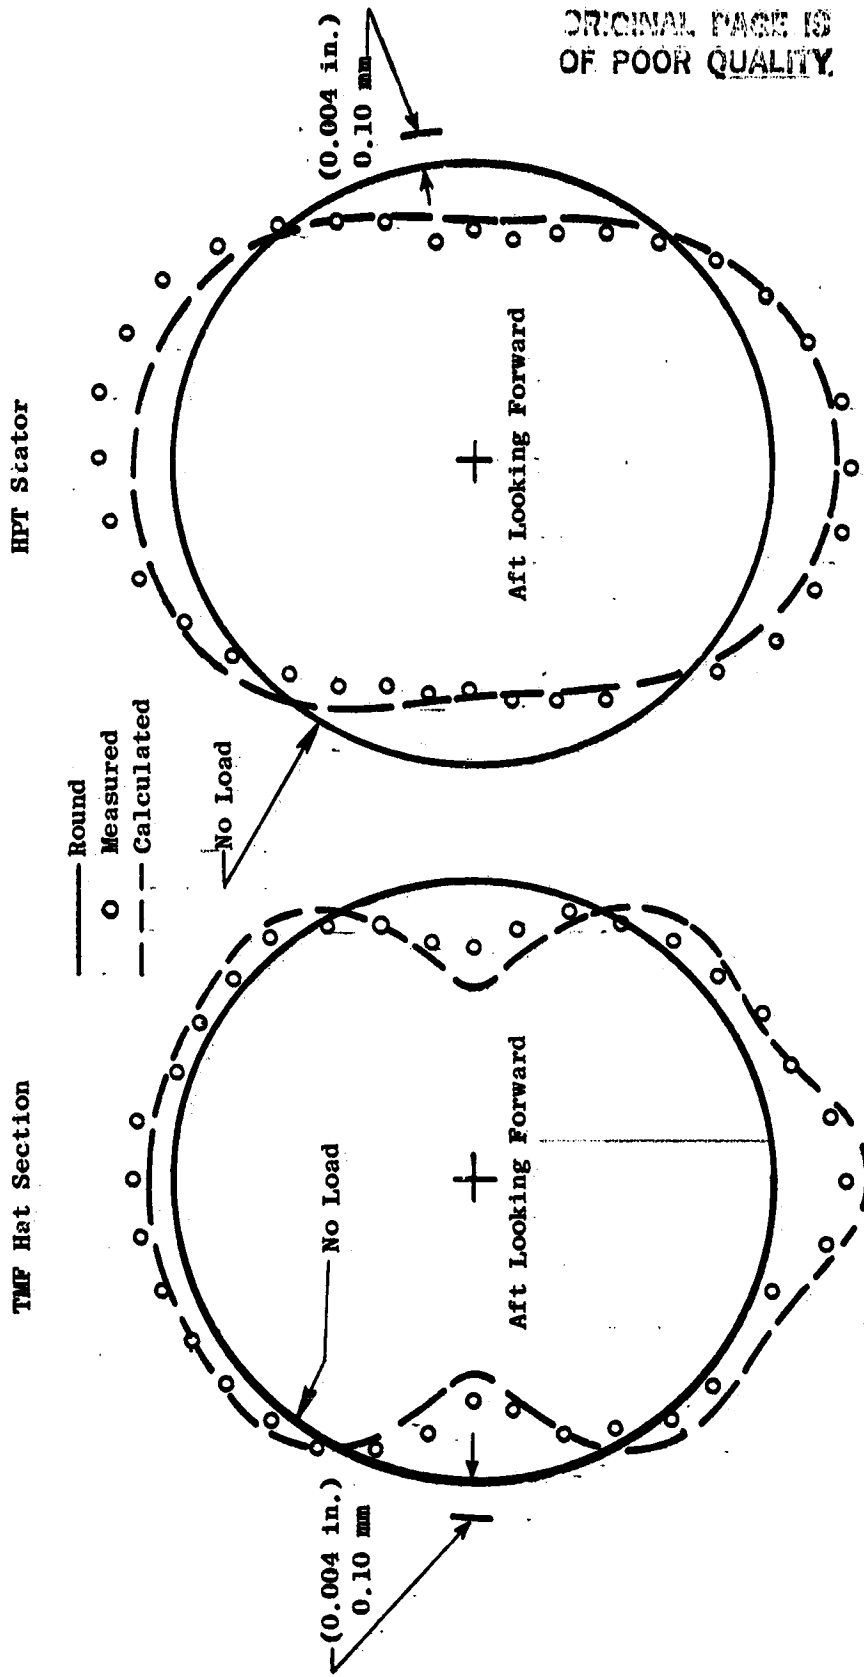 ORIGINAL PAGE IS
OF POOR QUALITY
TMF Hat Section
HPT Stator
Round
Measured
Calculated
No Load
No Load
(0.004 in.)
0.10 mm
(0.004 in.)
0.10 mm
Aft Looking Forward
Aft Looking Forward